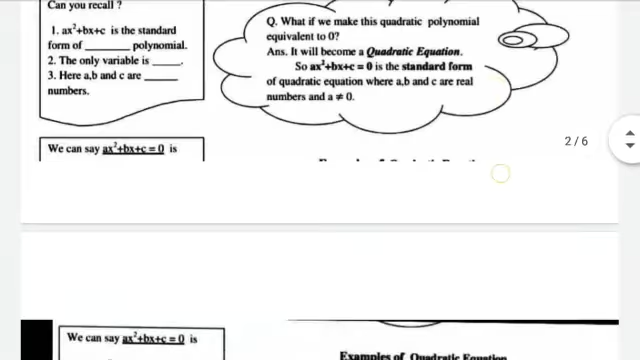 Can you recall ?
1. ax²+bx+c is the standard
form of _______ polynomial.
2. The only variable is _____.
3. Here a,b and c are ______
numbers.
Q. What if we make this quadratic polynomial
equivalent to 0?
Ans. It will become a Quadratic Equation.
So ax²+bx+c = 0 is the standard form
of quadratic equation where a,b and c are real
numbers and a ≠ 0.
We can say ax²+bx+c = 0 is
2 / 6
We can say ax²+bx+c = 0 is
Examples of Quadratic Equation